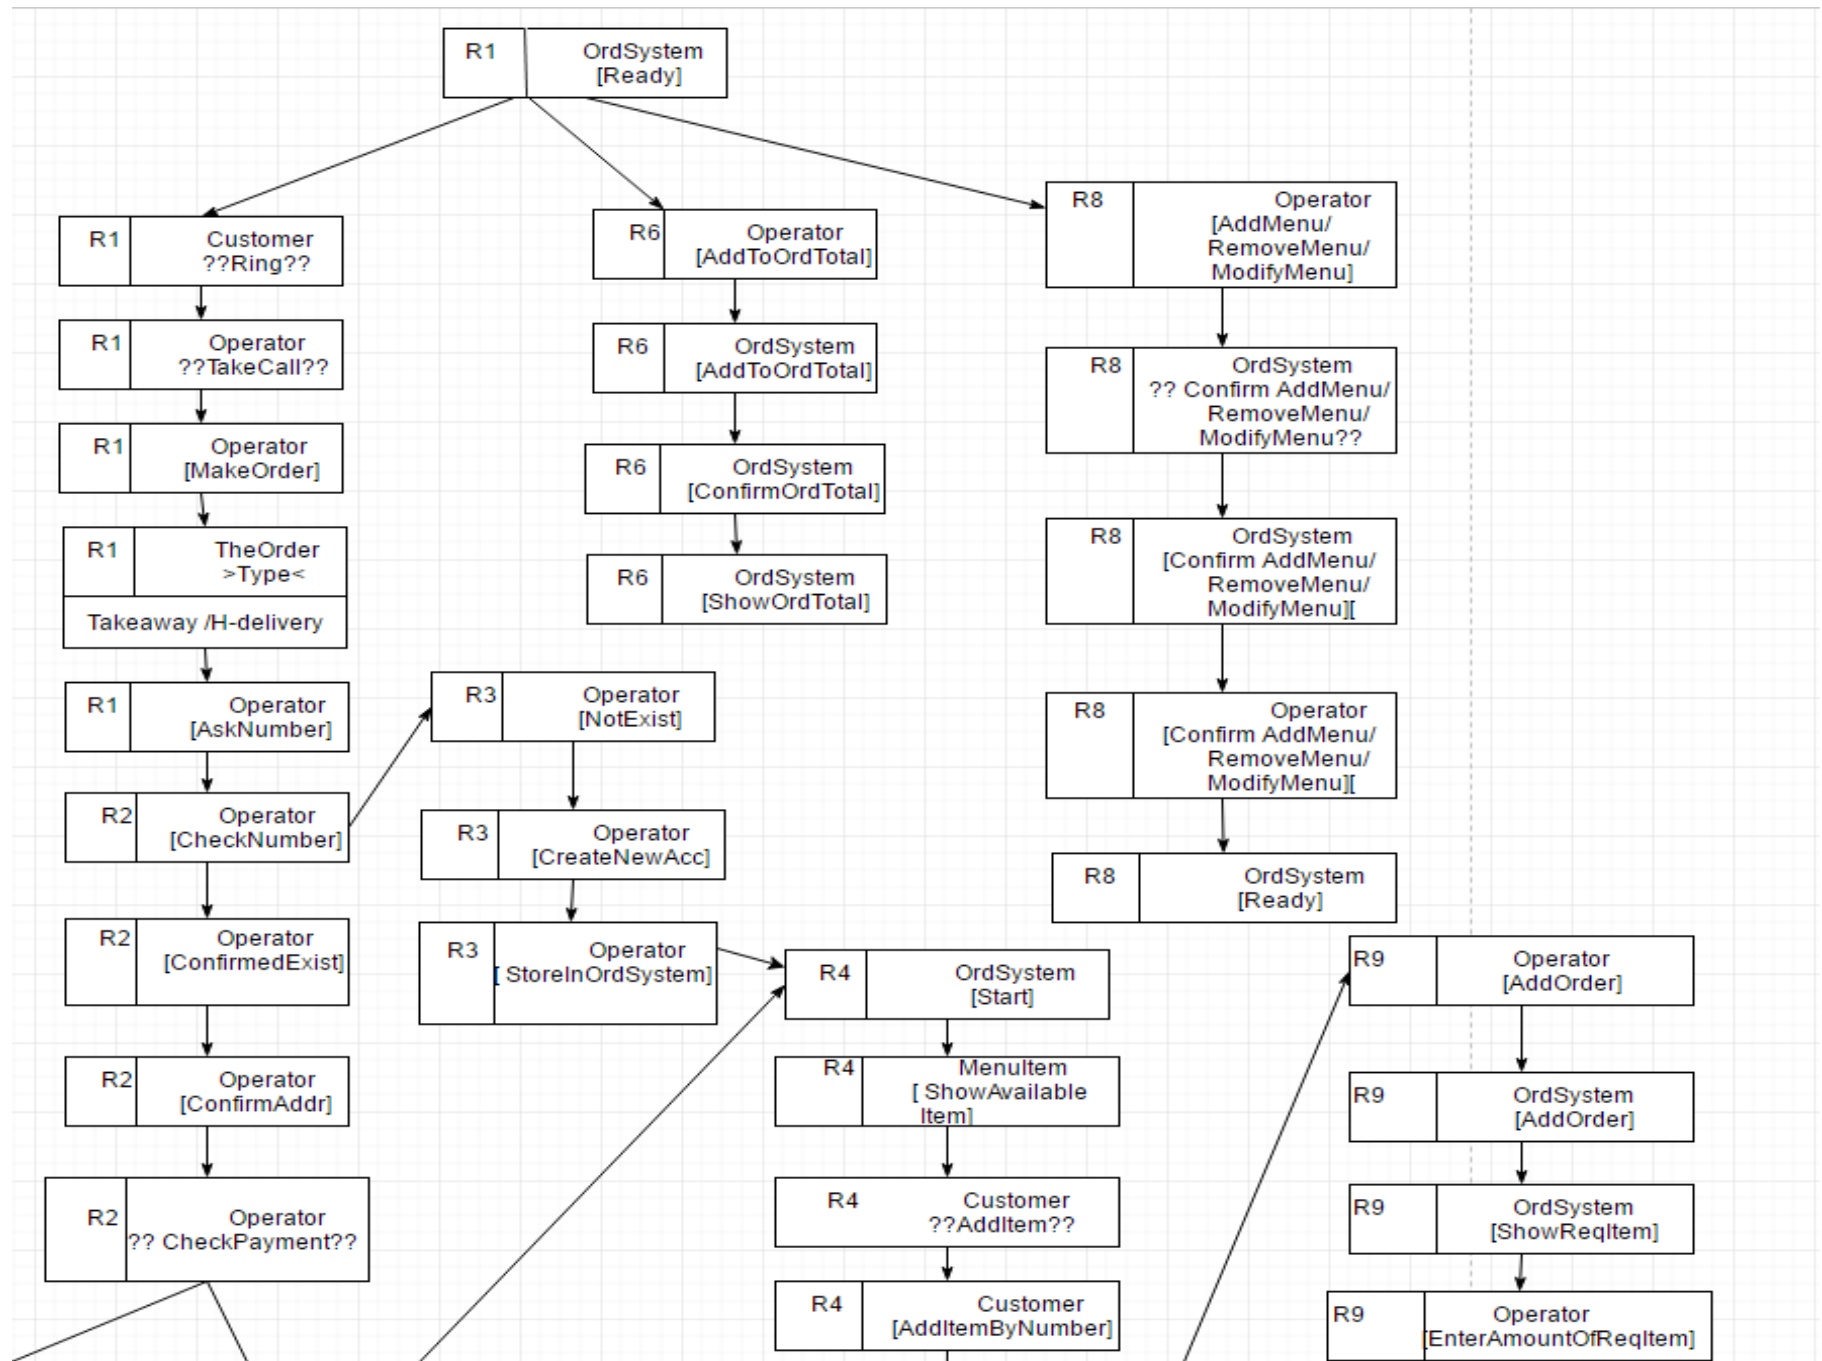 R1 OrdSystem
[Ready]
R1 Customer
??Ring??
R1 Operator
??TakeCall??
R1 Operator
[MakeOrder]
R1 TheOrder
>Type<
Takeaway /H-delivery
R1 Operator
[AskNumber]
R2 Operator
[CheckNumber]
R2 Operator
[ConfirmedExist]
R2 Operator
[ConfirmAddr]
R2 Operator
?? CheckPayment??
R3 Operator
[NotExist]
R3 Operator
[CreateNewAcc]
R3 Operator
[ StoreInOrdSystem]
R6 Operator
[AddToOrdTotal]
R6 OrdSystem
[AddToOrdTotal]
R6 OrdSystem
[ConfirmOrdTotal]
R6 OrdSystem
[ShowOrdTotal]
R4 OrdSystem
[Start]
R4 MenuItem
[ ShowAvailable
Item]
R4 Customer
??AddItem??
R4 Customer
[AddItemByNumber]
R8 Operator
[AddMenu/
RemoveMenu/
ModifyMenu]
R8 OrdSystem
?? Confirm AddMenu/
RemoveMenu/
ModifyMenu??
R8 OrdSystem
[Confirm AddMenu/
RemoveMenu/
ModifyMenu][
R8 Operator
[Confirm AddMenu/
RemoveMenu/
ModifyMenu][
R8 OrdSystem
[Ready]
R9 Operator
[AddOrder]
R9 OrdSystem
[AddOrder]
R9 OrdSystem
[ShowReqItem]
R9 Operator
[EnterAmountOfReqItem]